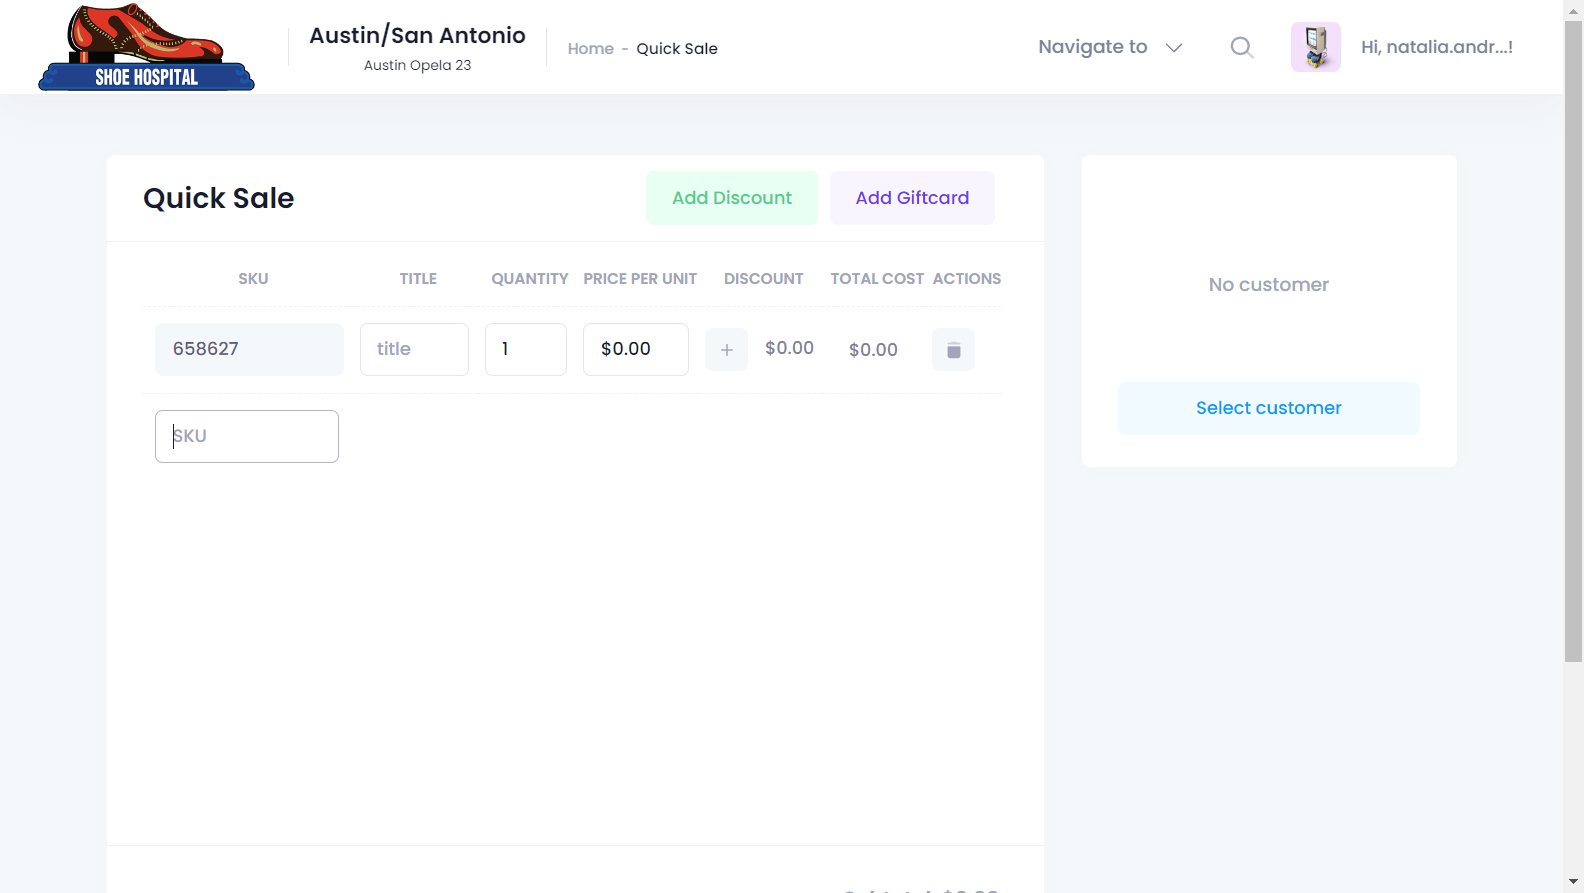 SHOE HOSPITAL
Austin/San Antonio
Austin Opela 23
Home - Quick Sale
Navigate to
Hi, natalia.andr...!
Quick Sale
Add Discount
Add Giftcard
SKU TITLE QUANTITY PRICE PER UNIT DISCOUNT TOTAL COST ACTIONS
658627 title 1 $0.00 + $0.00 $0.00
SKU
No customer
Select customer